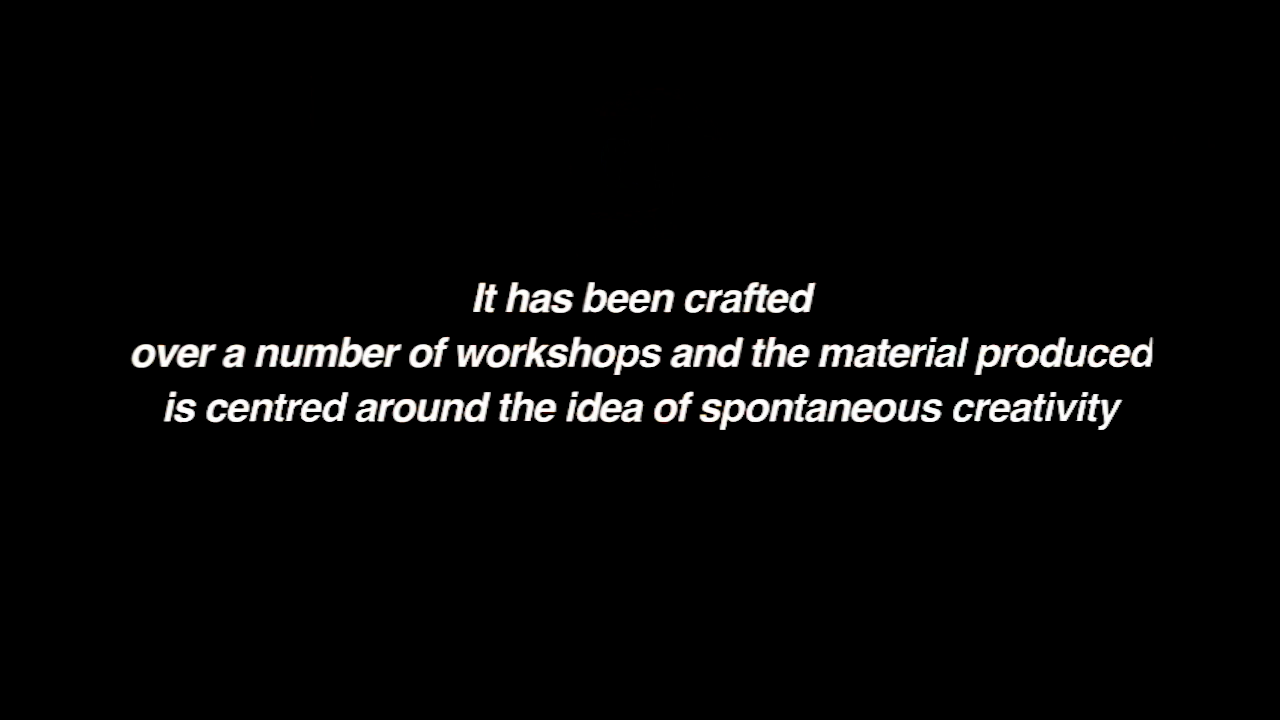 It has been crafted
over a number of workshops and the material produced
is centred around the idea of spontaneous creativity